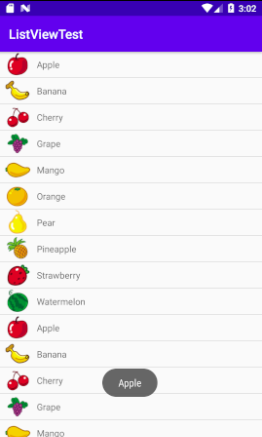 3:02
ListViewTest
Apple
Banana
Cherry
Grape
Mango
Orange
Pear
Pineapple
Strawberry
Watermelon
Apple
Banana
Cherry
Apple
Grape
Mango